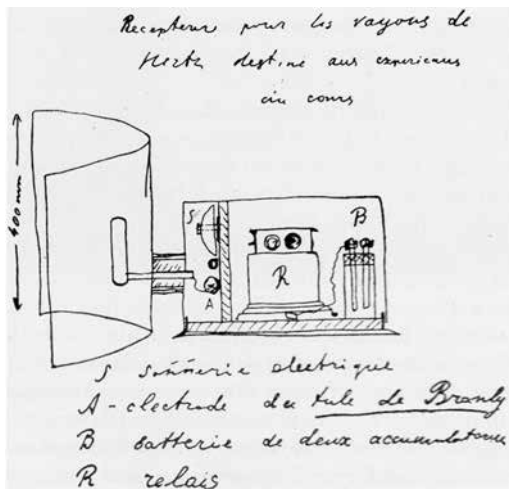 Recepteur pour les rayons de
Hertz destiné aux experiences
en cours
400 mm
S
A
R
B
S sonnerie electrique
A - electrode du tube de Branly
B batterie de deux accumulateurs
R relais